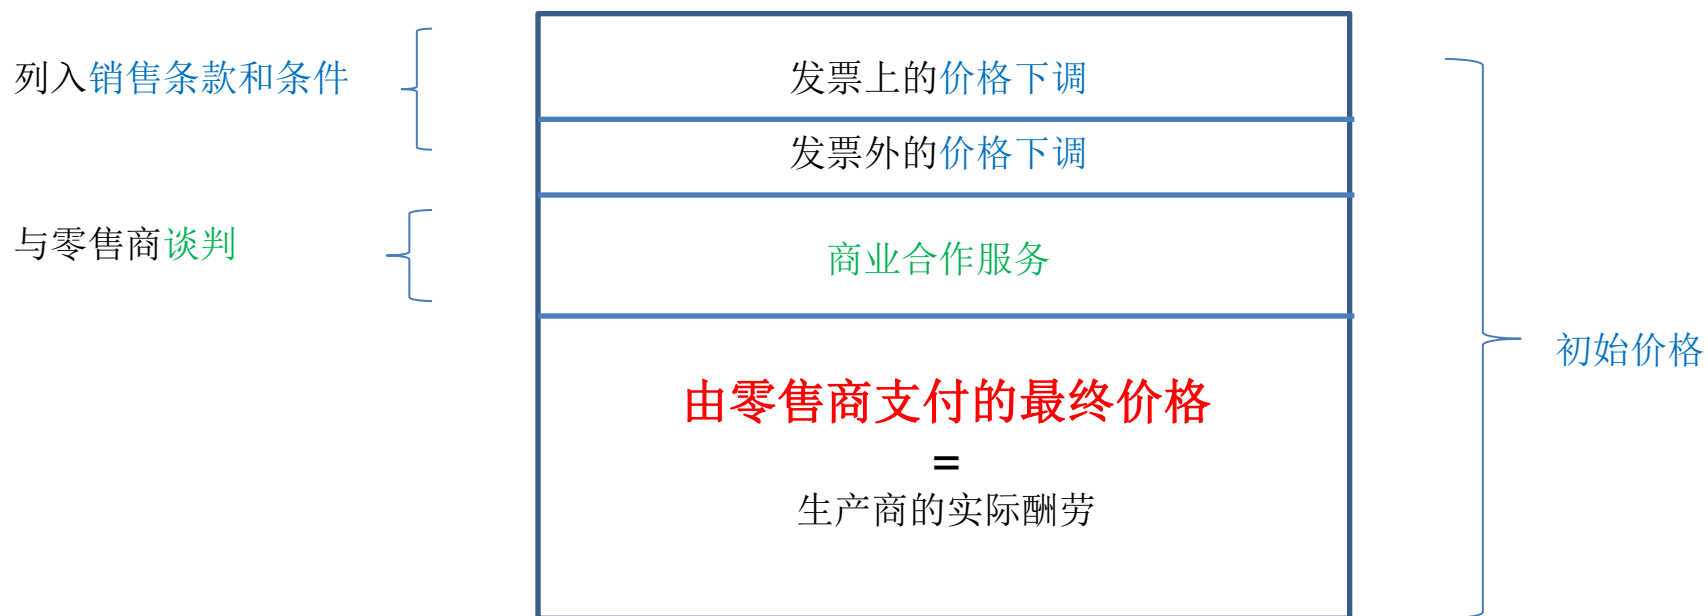 列入销售条款和条件
发票上的价格下调
发票外的价格下调
与零售商谈判
商业合作服务
初始价格
由零售商支付的最终价格
=
生产商的实际酬劳